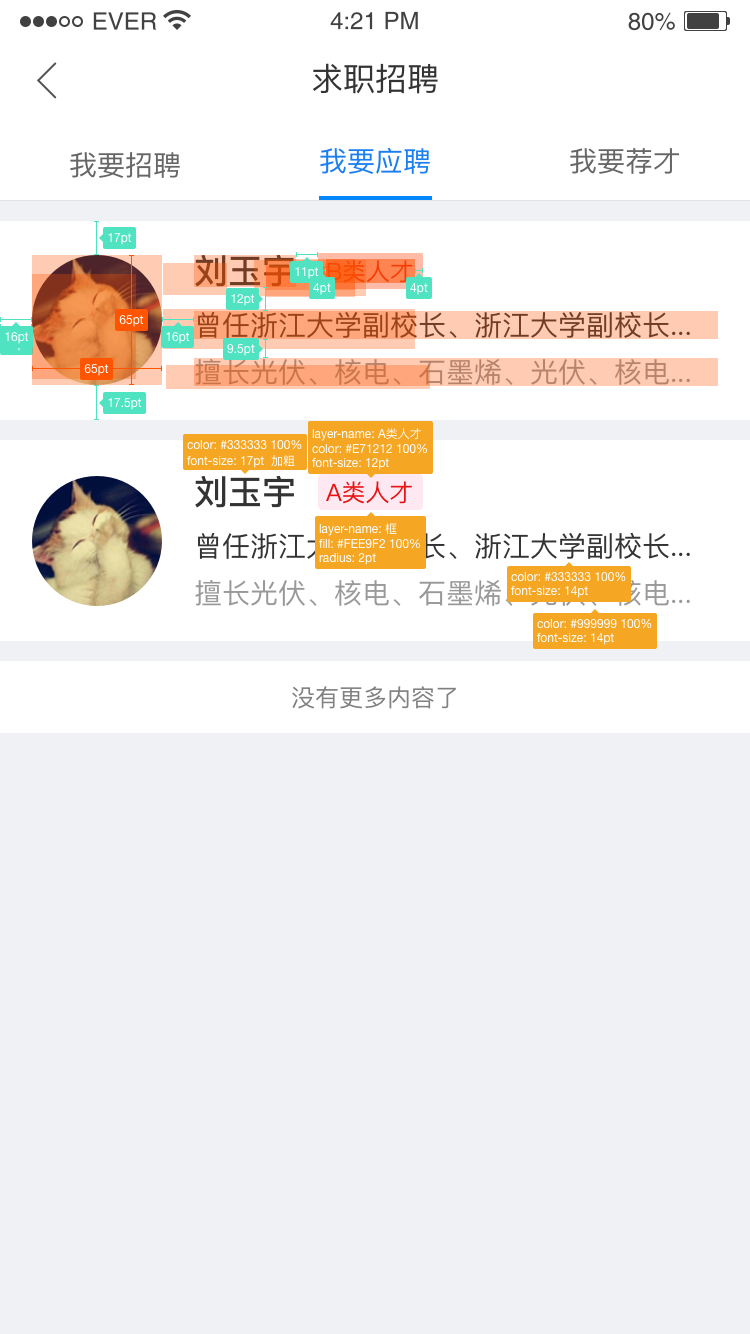 EVER 4:21 PM 80%
求职招聘
我要招聘 我要应聘 我要荐才
17pt
刘玉宇 B类人才
11pt
4pt 4pt
12pt
65pt
曾任浙江大学副校长、浙江大学副校长...
16pt 16pt
9.5pt
65pt
擅长光伏、核电、石墨烯、光伏、核电...
17.5pt
layer-name: A类人才
color: #E71212 100%
font-size: 12pt
color: #333333 100%
font-size: 17pt 加粗
刘玉宇 A类人才
layer-name: 框
fill: #FEE9F2 100%
radius: 2pt
曾任浙江大 长、浙江大学副校长...
color: #333333 100%
font-size: 14pt
擅长光伏、核电、石墨烯、光伏、核电...
color: #999999 100%
font-size: 14pt
没有更多内容了